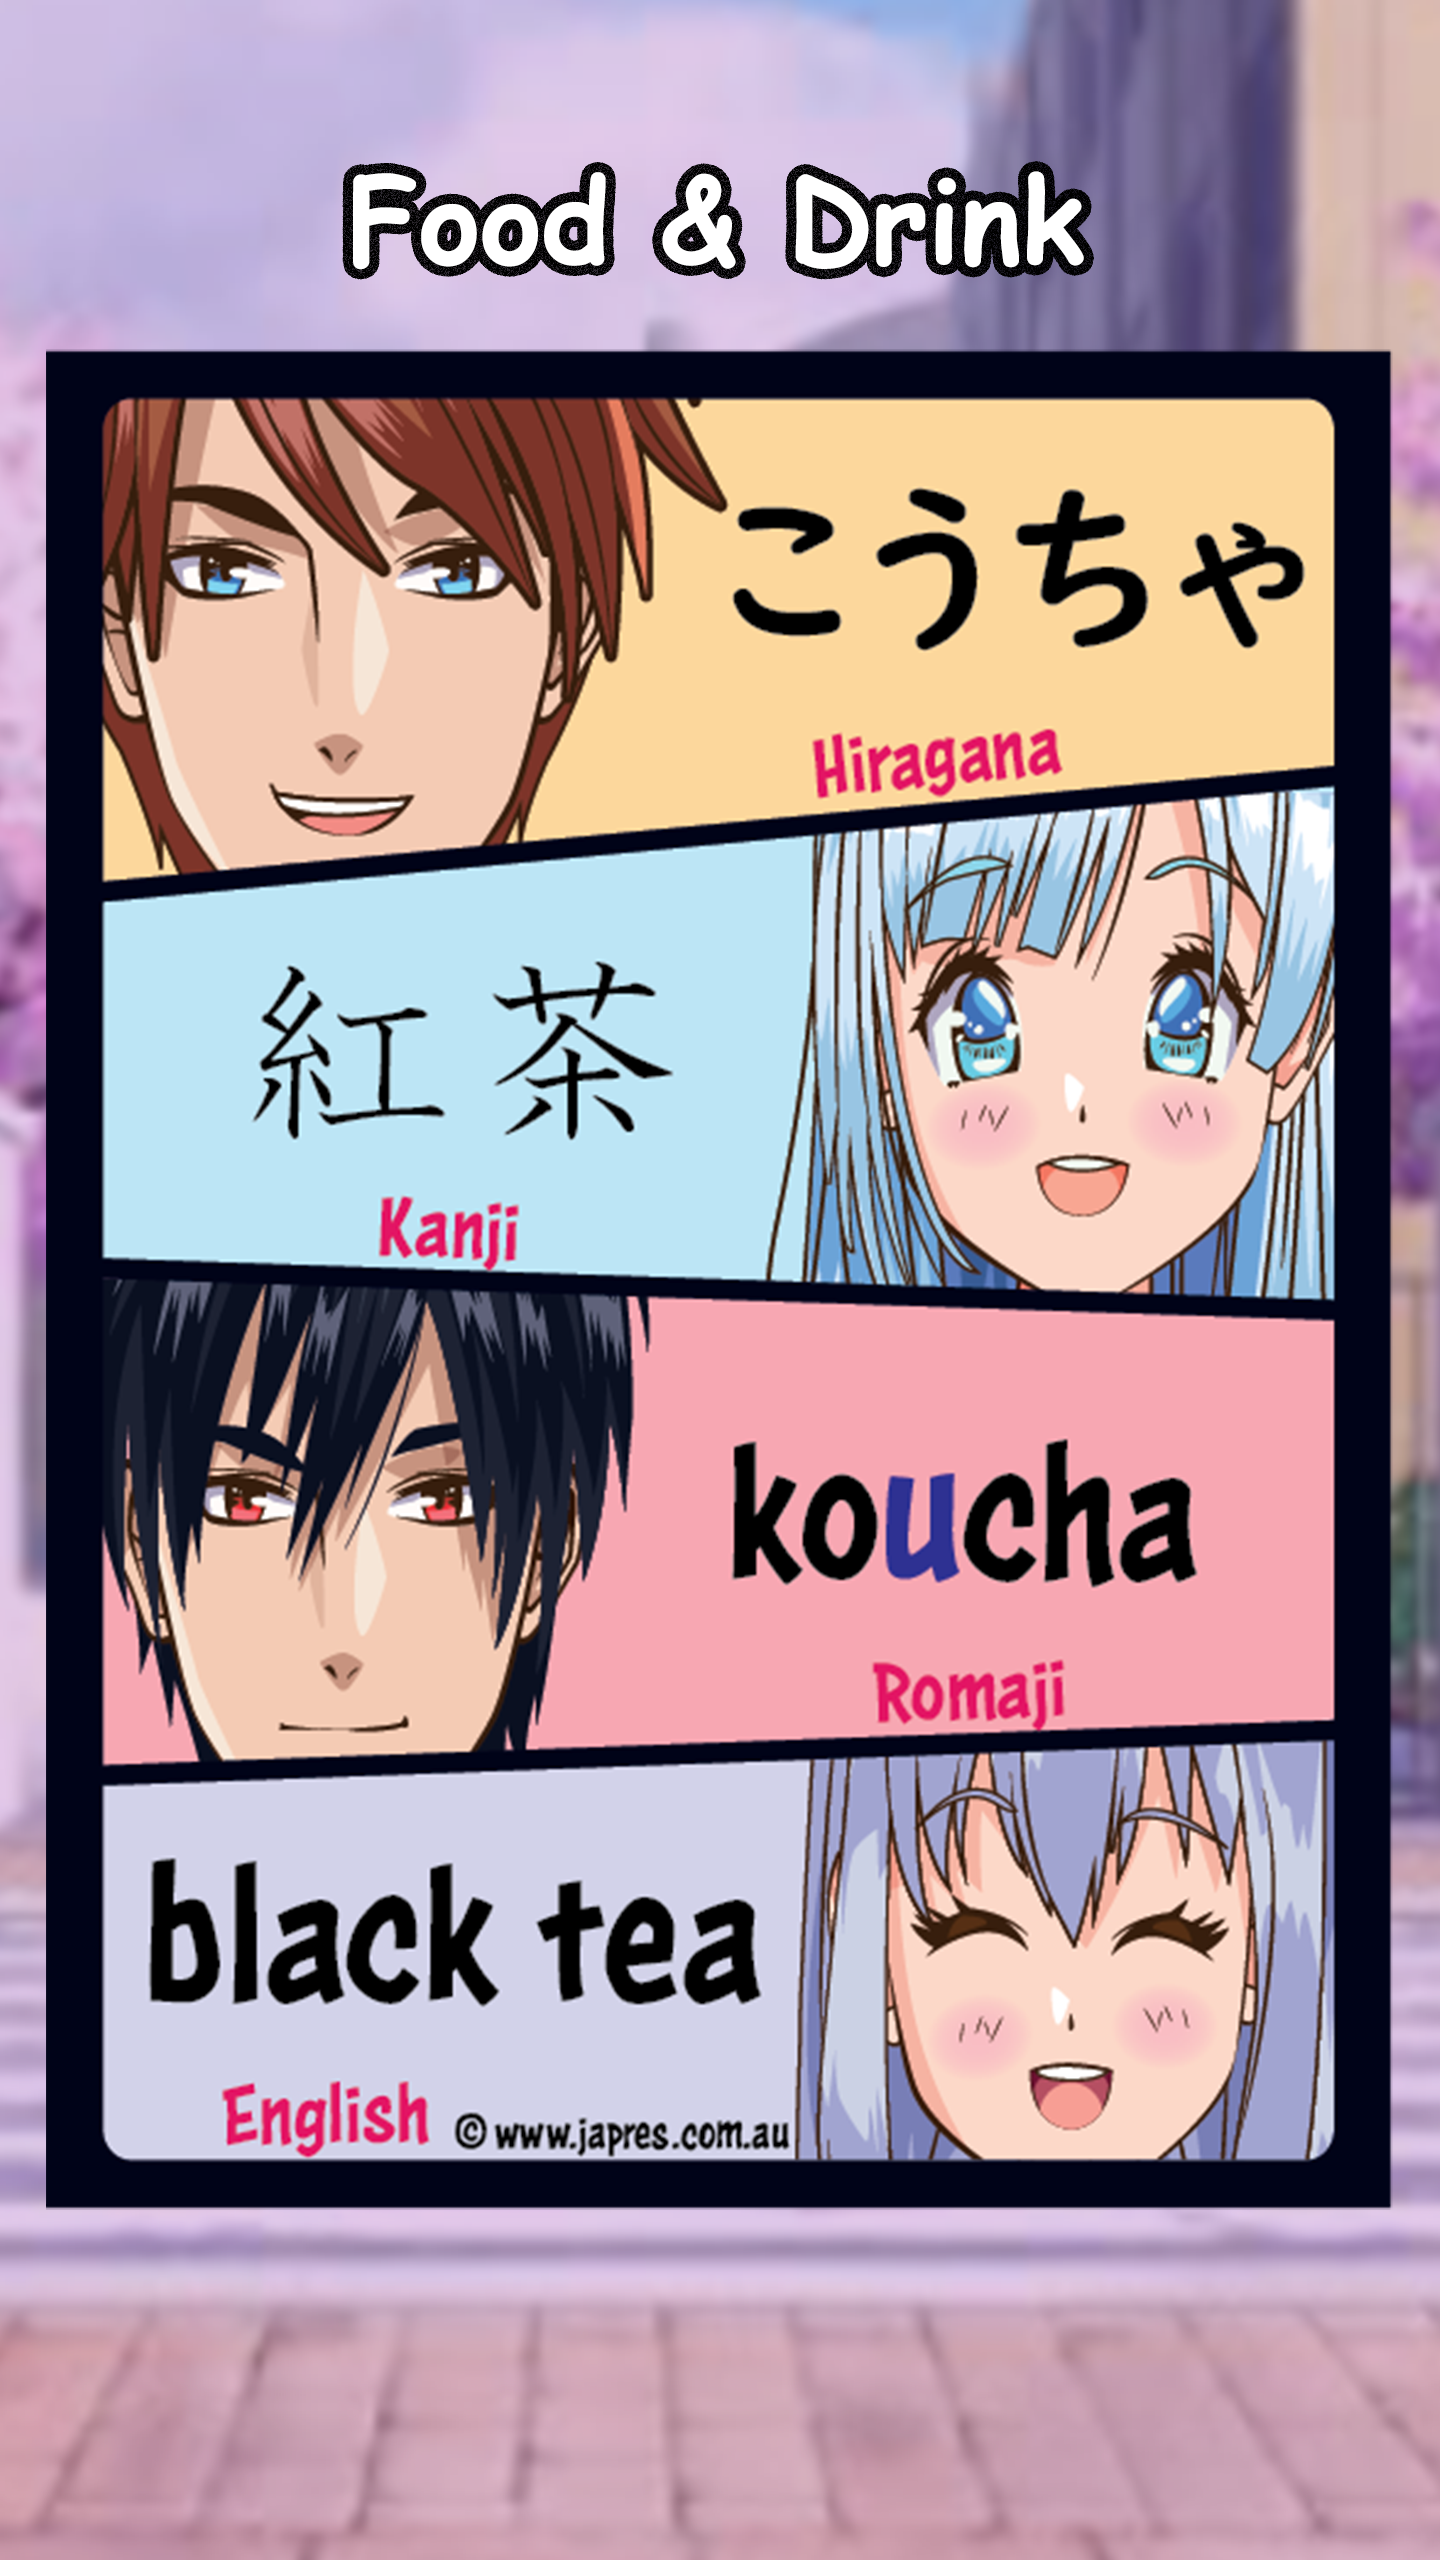 Food & Drink
こうちゃ
Hiragana
紅茶
Kanji
koucha
Romaji
black tea
English
© www.japres.com.au